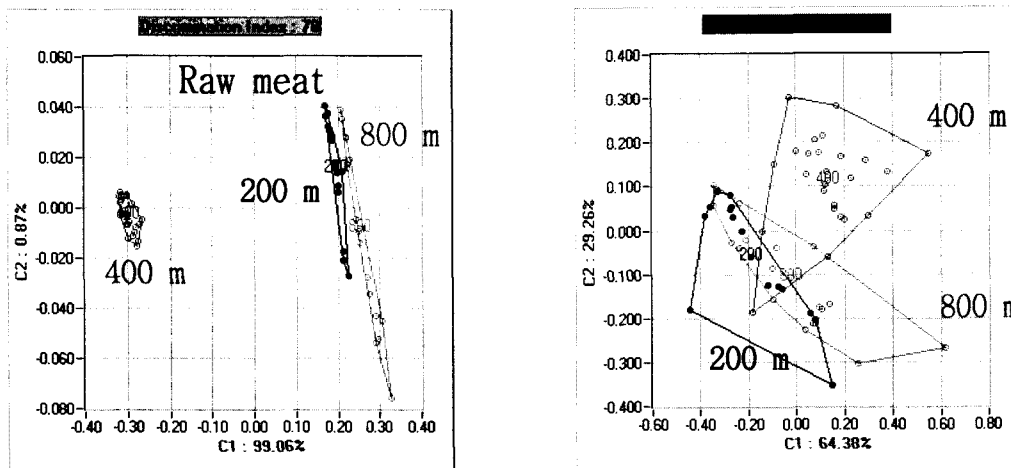 Discrimination index : 7
0.060
0.040
0.020
0.000
-0.020
-0.040
-0.060
-0.080
C2 : 0.87%
Raw meat
800 m
200 m
400 m
-0.40 -0.30 -0.20 -0.10 0.00 0.10 0.20 0.30 0.40
C1 : 99.06%
0.400
0.300
0.200
0.100
0.000
-0.100
-0.200
-0.300
-0.400
C2 : 29.26%
400 m
400
200
800 m
200 m
-0.60 -0.40 -0.20 0.00 0.20 0.40 0.60 0.80
C1 : 64.38%